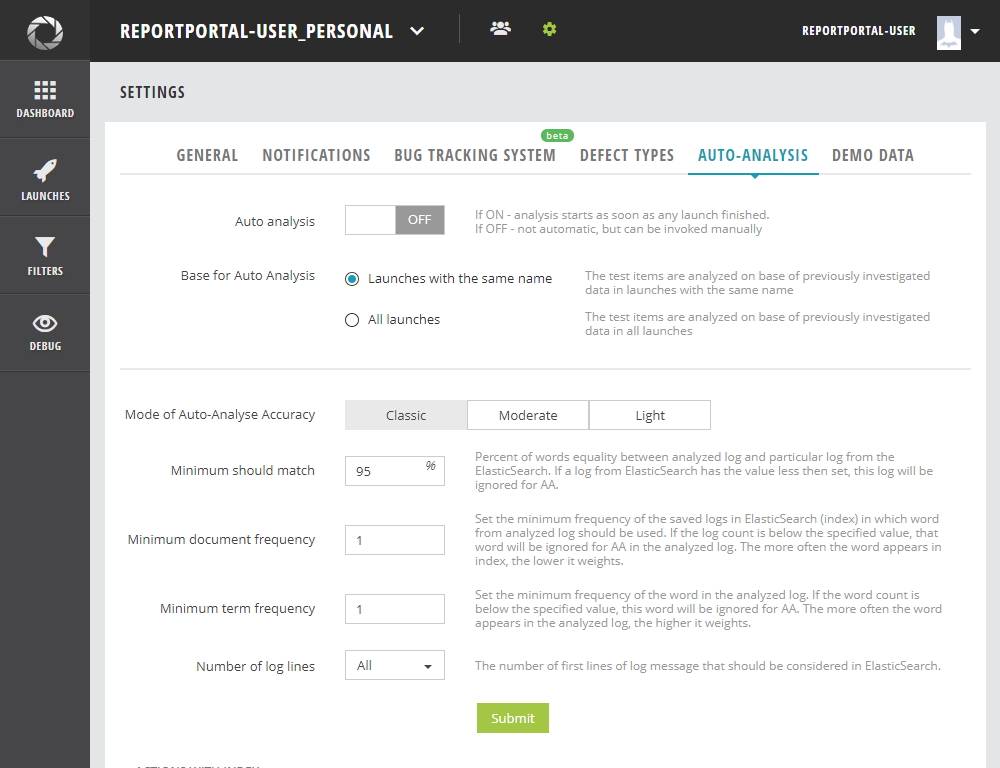 REPORTPORTAL-USER_PERSONAL
REPORTPORTAL-USER
DASHBOARD
LAUNCHES
FILTERS
DEBUG
SETTINGS
beta
GENERAL NOTIFICATIONS BUG TRACKING SYSTEM DEFECT TYPES AUTO-ANALYSIS DEMO DATA
Auto analysis
OFF
If ON - analysis starts as soon as any launch finished.
If OFF - not automatic, but can be invoked manually
Base for Auto Analysis
Launches with the same name
The test items are analyzed on base of previously investigated
data in launches with the same name
All launches
The test items are analyzed on base of previously investigated
data in all launches
Mode of Auto-Analyse Accuracy
Classic Moderate Light
Minimum should match
95 %
Percent of words equality between analyzed log and particular log from the
ElasticSearch. If a log from ElasticSearch has the value less then set, this log will be
ignored for AA.
Minimum document frequency
1
Set the minimum frequency of the saved logs in ElasticSearch (index) in which word
from analyzed log should be used. If the log count is below the specified value, that
word will be ignored for AA in the analyzed log. The more often the word appears in
index, the lower it weights.
Minimum term frequency
1
Set the minimum frequency of the word in the analyzed log. If the word count is
below the specified value, this word will be ignored for AA. The more often the word
appears in the analyzed log, the higher it weights.
Number of log lines
All
The number of first lines of log message that should be considered in ElasticSearch.
Submit
ACTIONS WITH INDEX